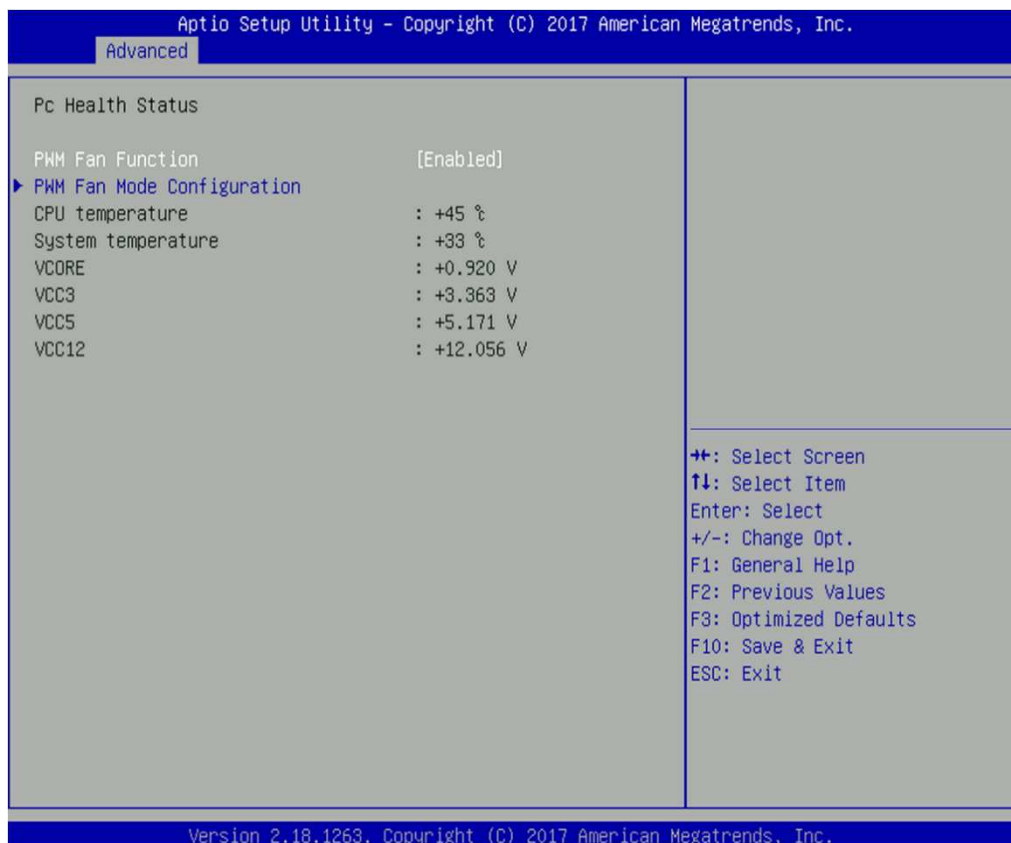 Aptio Setup Utility – Copyright (C) 2017 American Megatrends, Inc.
Advanced
Pc Health Status
PWM Fan Function [Enabled]
PWM Fan Mode Configuration
CPU temperature : +45 ℃
System temperature : +33 ℃
VCORE : +0.920 V
VCC3 : +3.363 V
VCC5 : +5.171 V
VCC12 : +12.056 V
→←: Select Screen
↑↓: Select Item
Enter: Select
+/-: Change Opt.
F1: General Help
F2: Previous Values
F3: Optimized Defaults
F10: Save & Exit
ESC: Exit
Version 2.18.1263. Copyright (C) 2017 American Megatrends, Inc.